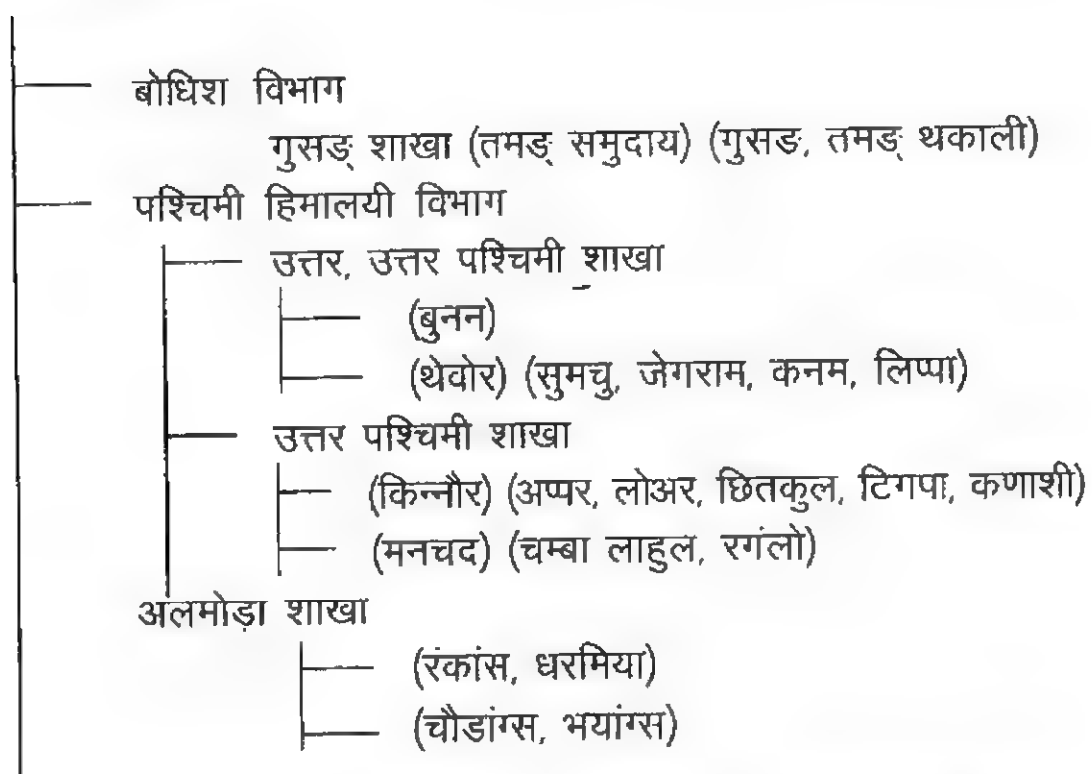 बोधिश विभाग
गुसङ् शाखा (तमङ् समुदाय) (गुसङ, तमङ् थकाली)
पश्चिमी हिमालयी विभाग
उत्तर, उत्तर पश्चिमी शाखा
(बुनन)
(थेवोर) (सुमचु, जेगराम, कनम, लिप्पा)
उत्तर पश्चिमी शाखा
(किन्नौर) (अप्पर, लोअर, छितकुल, टिगपा, कणाशी)
(मनचद) (चम्बा लाहुल, रगंलो)
अलमोड़ा शाखा
(रंकांस, धरमिया)
(चौडांग्स, भयांग्स)